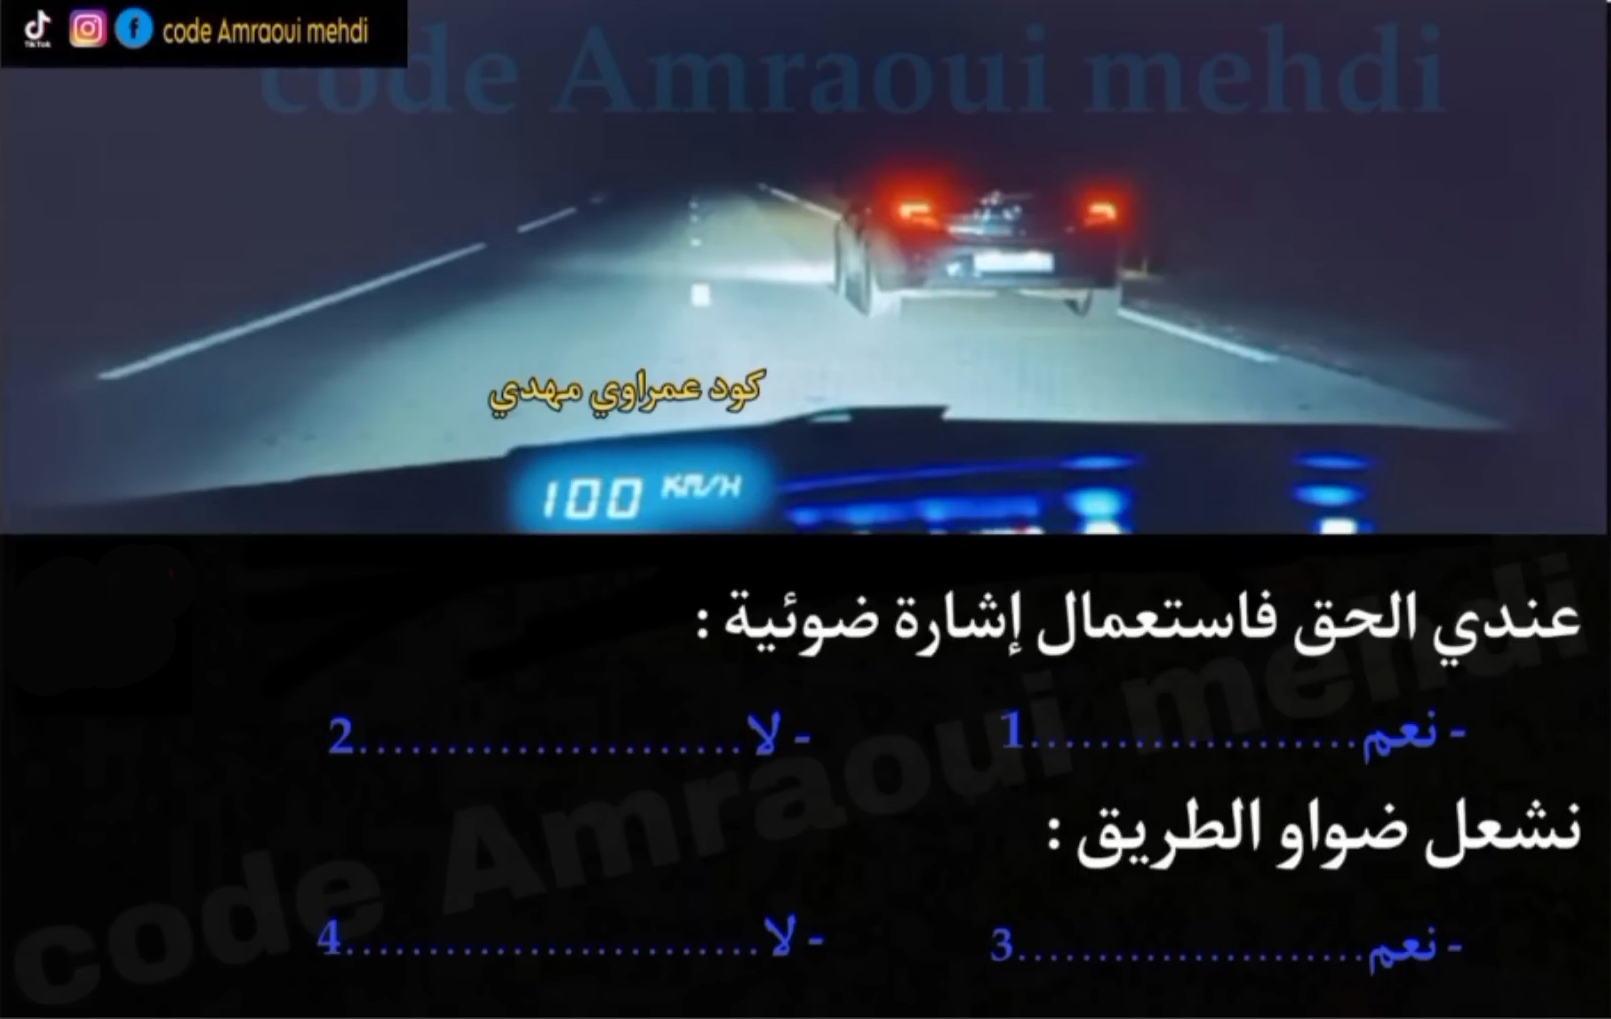 TikTok
code Amraoui mehdi
code Amraoui mehdi
كود عمراوي مهدي
100 KM/H
عندي الحق فاستعمال إشارة ضوئية :
- نعم....................1 - لا.......................2
نشعل ضواو الطريق :
- نعم.....................3 - لا.........................4
code Amraoui mehdi